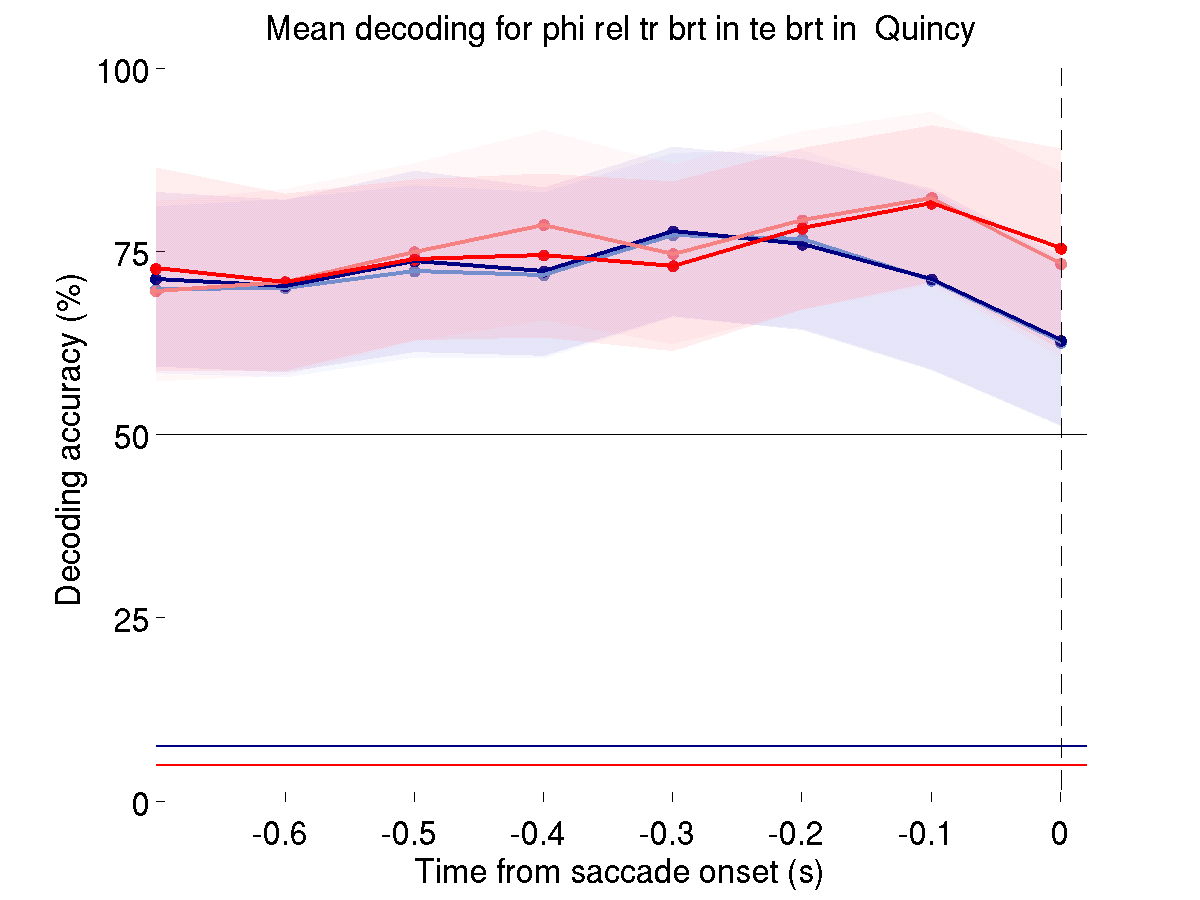 Mean decoding for phi rel tr brt in te brt in  Quincy
100
75
50
25
0
Decoding accuracy (%)
-0.6 -0.5 -0.4 -0.3 -0.2 -0.1 0
Time from saccade onset (s)